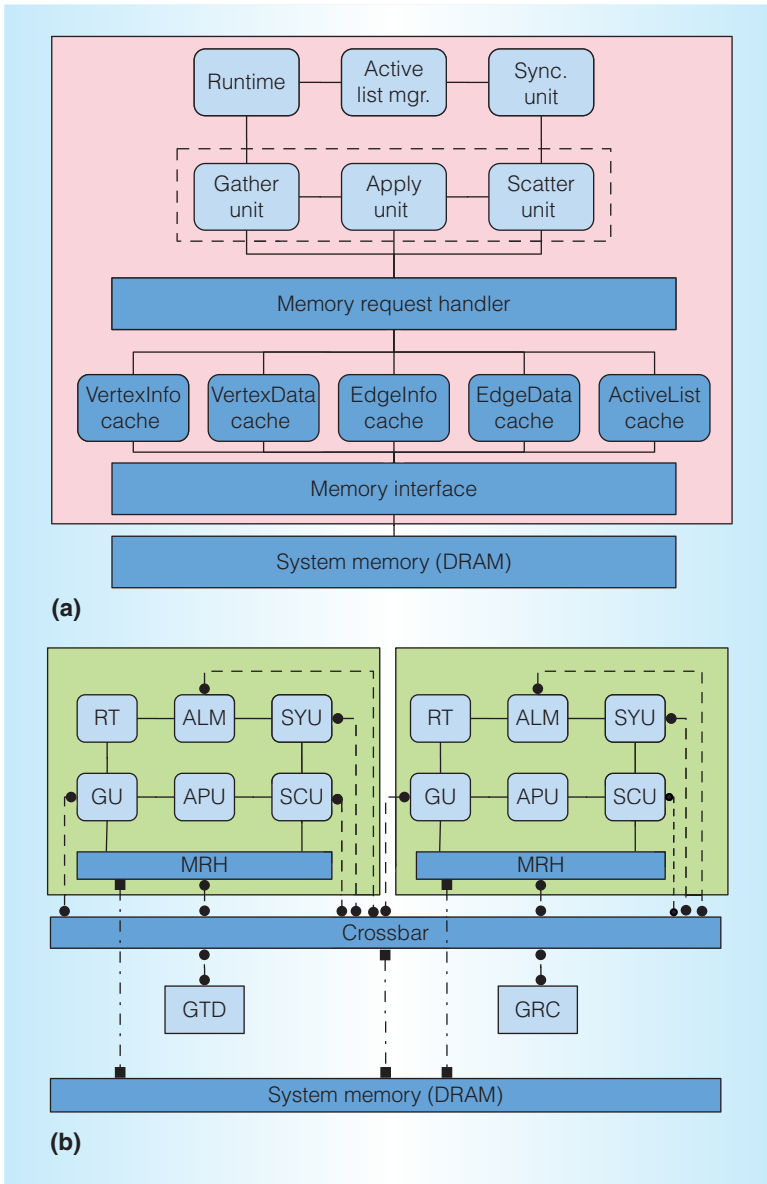 Runtime
Active
list mgr.
Sync.
unit
Gather
unit
Apply
unit
Scatter
unit
Memory request handler
VertexInfo
cache
VertexData
cache
EdgeInfo
cache
EdgeData
cache
ActiveList
cache
Memory interface
System memory (DRAM)
(a)
RT
ALM
SYU
GU
APU
SCU
MRH
RT
ALM
SYU
GU
APU
SCU
MRH
Crossbar
GTD
GRC
System memory (DRAM)
(b)